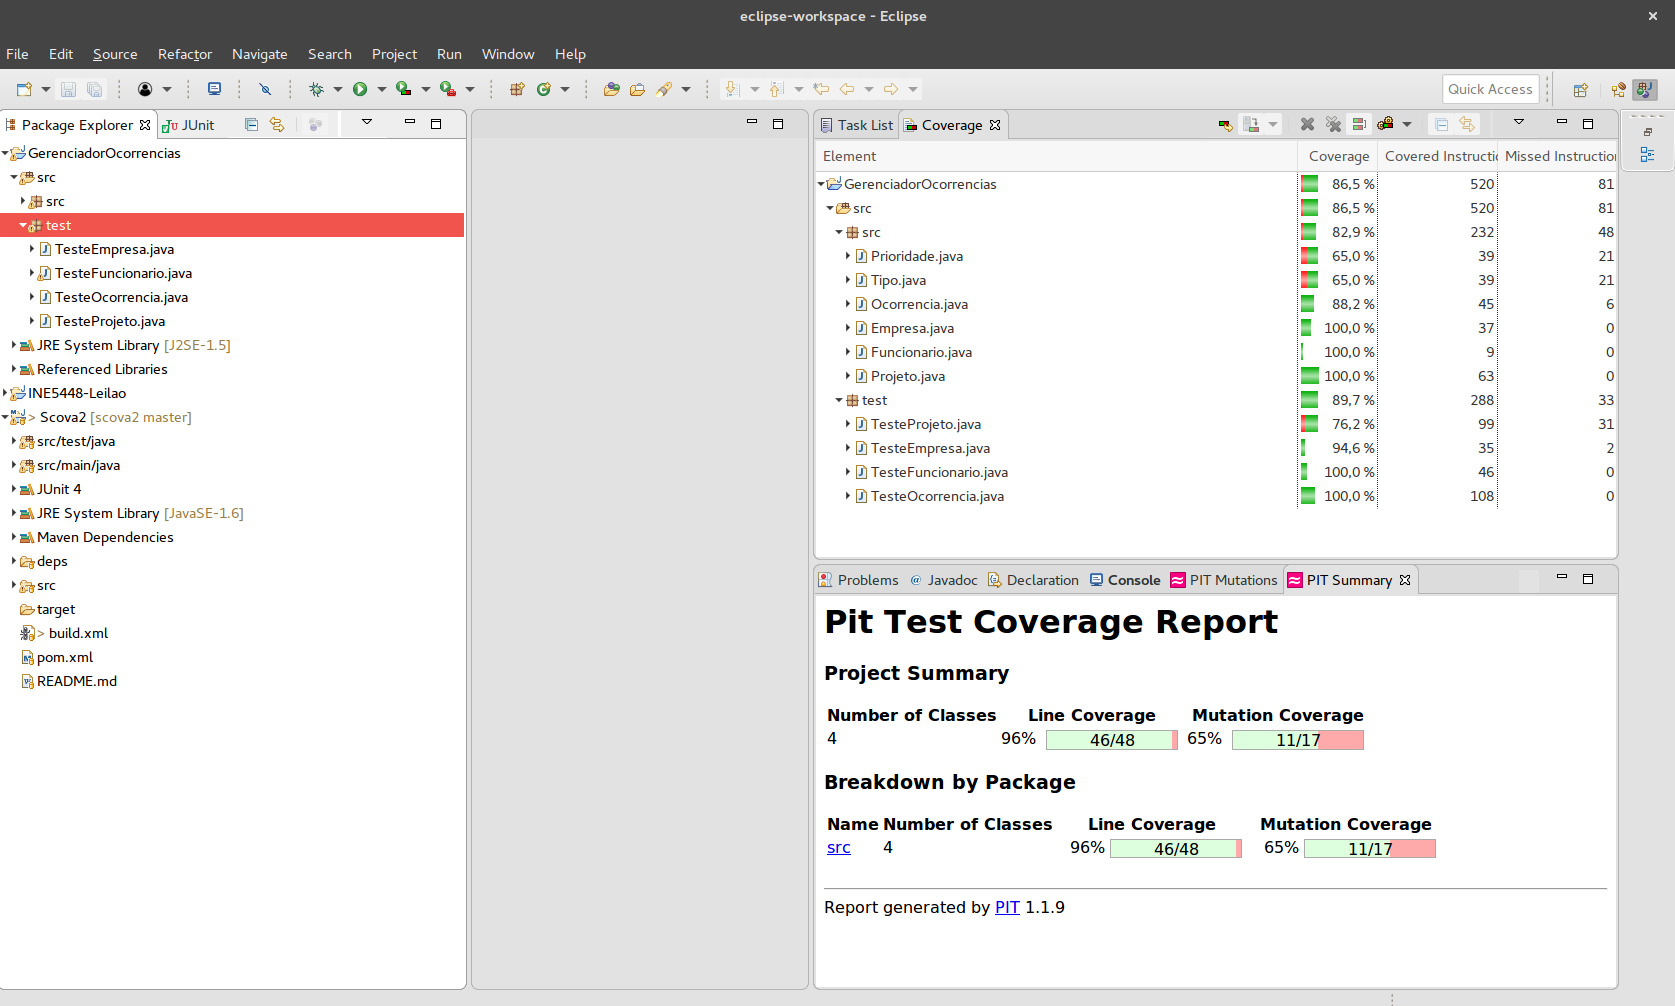 eclipse-workspace - Eclipse
File Edit Source Refactor Navigate Search Project Run Window Help
Quick Access
Package Explorer JUnit
GerenciadorOcorrencias
src
src
test
TesteEmpresa.java
TesteFuncionario.java
TesteOcorrencia.java
TesteProjeto.java
JRE System Library [J2SE-1.5]
Referenced Libraries
INE5448-Leilao
> Scova2 [scova2 master]
src/test/java
src/main/java
JUnit 4
JRE System Library [JavaSE-1.6]
Maven Dependencies
deps
src
target
> build.xml
pom.xml
README.md
Task List Coverage
Element Coverage Covered Instructic Missed Instruction
GerenciadorOcorrencias 86,5 % 520 81
src 86,5 % 520 81
src 82,9 % 232 48
Prioridade.java 65,0 % 39 21
Tipo.java 65,0 % 39 21
Ocorrencia.java 88,2 % 45 6
Empresa.java 100,0 % 37 0
Funcionario.java 100,0 % 9 0
Projeto.java 100,0 % 63 0
test 89,7 % 288 33
TesteProjeto.java 76,2 % 99 31
TesteEmpresa.java 94,6 % 35 2
TesteFuncionario.java 100,0 % 46 0
TesteOcorrencia.java 100,0 % 108 0
Problems Javadoc Declaration Console PIT Mutations PIT Summary
Pit Test Coverage Report
Project Summary
Number of Classes Line Coverage Mutation Coverage
4 96% 46/48 65% 11/17
Breakdown by Package
Name Number of Classes Line Coverage Mutation Coverage
src 4 96% 46/48 65% 11/17
Report generated by PIT 1.1.9